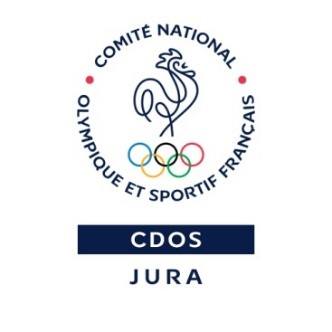 COMITÉ NATIONAL
OLYMPIQUE ET SPORTIF FRANÇAIS
CDOS
JURA